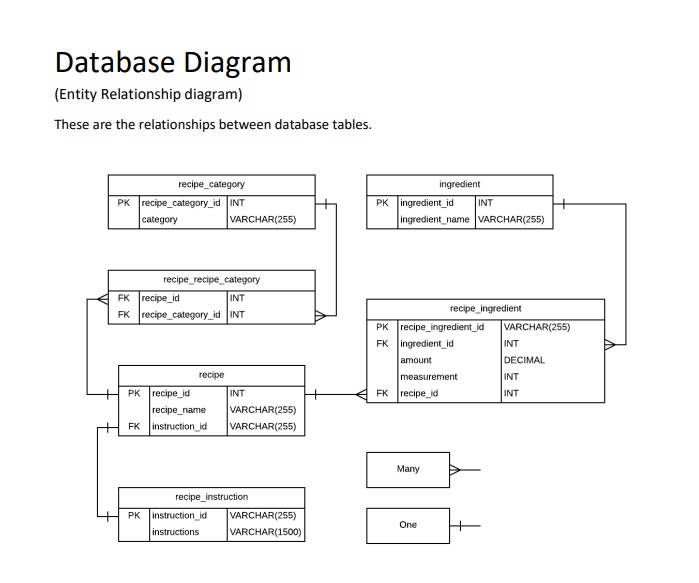 Database Diagram
(Entity Relationship diagram)
These are the relationships between database tables.
recipe_category
PK recipe_category_id INT
category VARCHAR(255)
ingredient
PK ingredient_id INT
ingredient_name VARCHAR(255)
recipe_recipe_category
FK recipe_id INT
FK recipe_category_id INT
recipe_ingredient
PK recipe_ingredient_id VARCHAR(255)
FK ingredient_id INT
amount DECIMAL
measurement INT
FK recipe_id INT
recipe
PK recipe_id INT
recipe_name VARCHAR(255)
FK instruction_id VARCHAR(255)
recipe_instruction
PK instruction_id VARCHAR(255)
instructions VARCHAR(1500)
Many
One